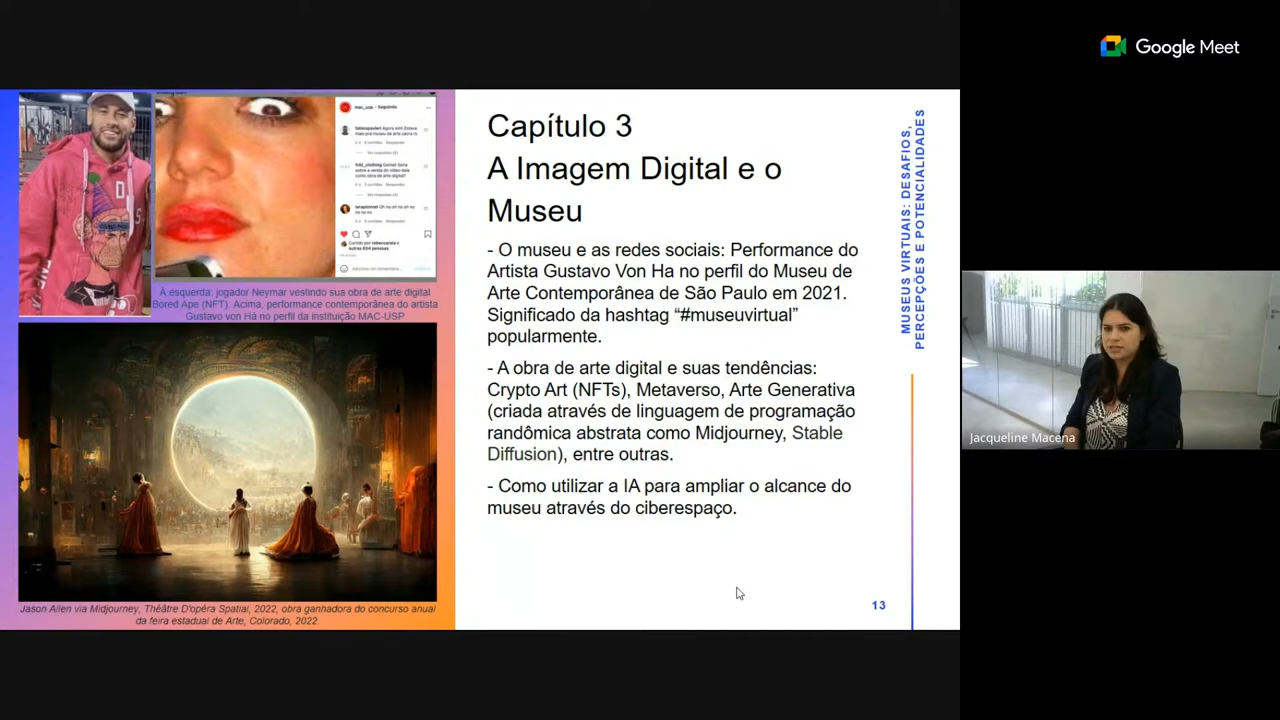 Google Meet
mac_usp • Seguindo
À esquerda: jogador Neymar vestindo sua obra de arte digital
Bored Ape (NFT). Acima, performance contemporânea do artista
Gustavo von Há no perfil da instituição MAC-USP
Jason Allen via Midjourney, Théâtre D'opéra Spatial, 2022, obra ganhadora do concurso anual
da feira estadual de Arte, Colorado, 2022.
Capítulo 3
A Imagem Digital e o
Museu
- O museu e as redes sociais: Performance do
Artista Gustavo Von Ha no perfil do Museu de
Arte Contemporânea de São Paulo em 2021.
Significado da hashtag “#museuvirtual”
popularmente.
- A obra de arte digital e suas tendências:
Crypto Art (NFTs), Metaverso, Arte Generativa
(criada através de linguagem de programação
randômica abstrata como Midjourney, Stable
Diffusion), entre outras.
- Como utilizar a IA para ampliar o alcance do
museu através do ciberespaço.
13
MUSEUS VIRTUAIS: DESAFIOS,
PERCEPÇÕES E POTENCIALIDADES
Jacqueline Macena